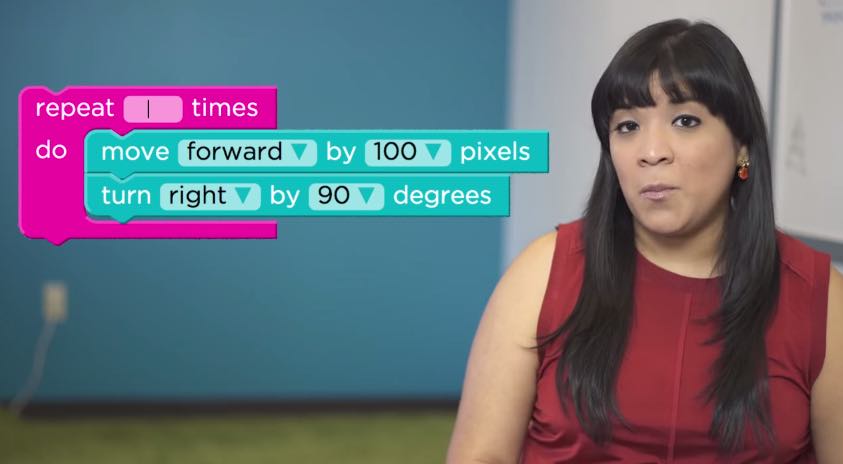 repeat times
do
move forward ▼ by 100 ▼ pixels
turn right ▼ by 90 ▼ degrees